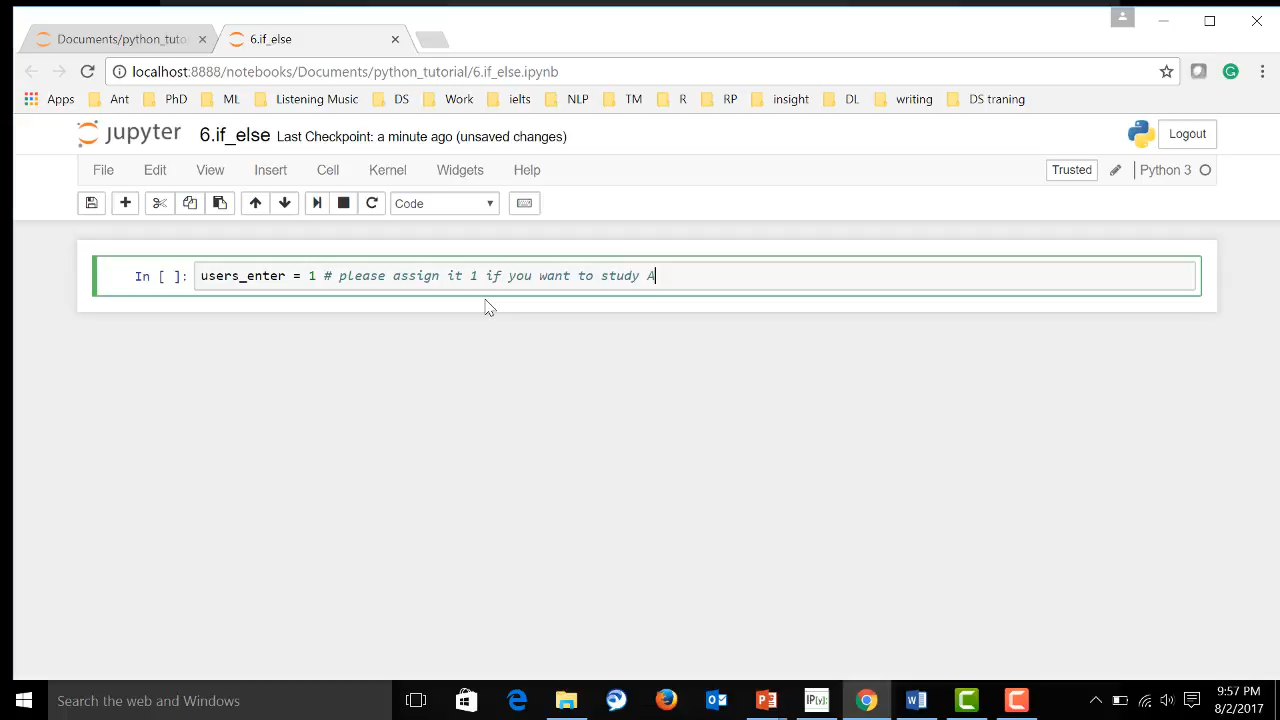 Documents/python_tuto
6.if_else
localhost:8888/notebooks/Documents/python_tutorial/6.if_else.ipynb
Apps Ant PhD ML Listening Music DS Work ielts NLP TM R RP insight DL writing DS traning
jupyter 6.if_else Last Checkpoint: a minute ago (unsaved changes) Logout
File Edit View Insert Cell Kernel Widgets Help Trusted Python 3
Code
In [ ]: users_enter = 1 # please assign it 1 if you want to study A
Search the web and Windows
9:57 PM
8/2/2017